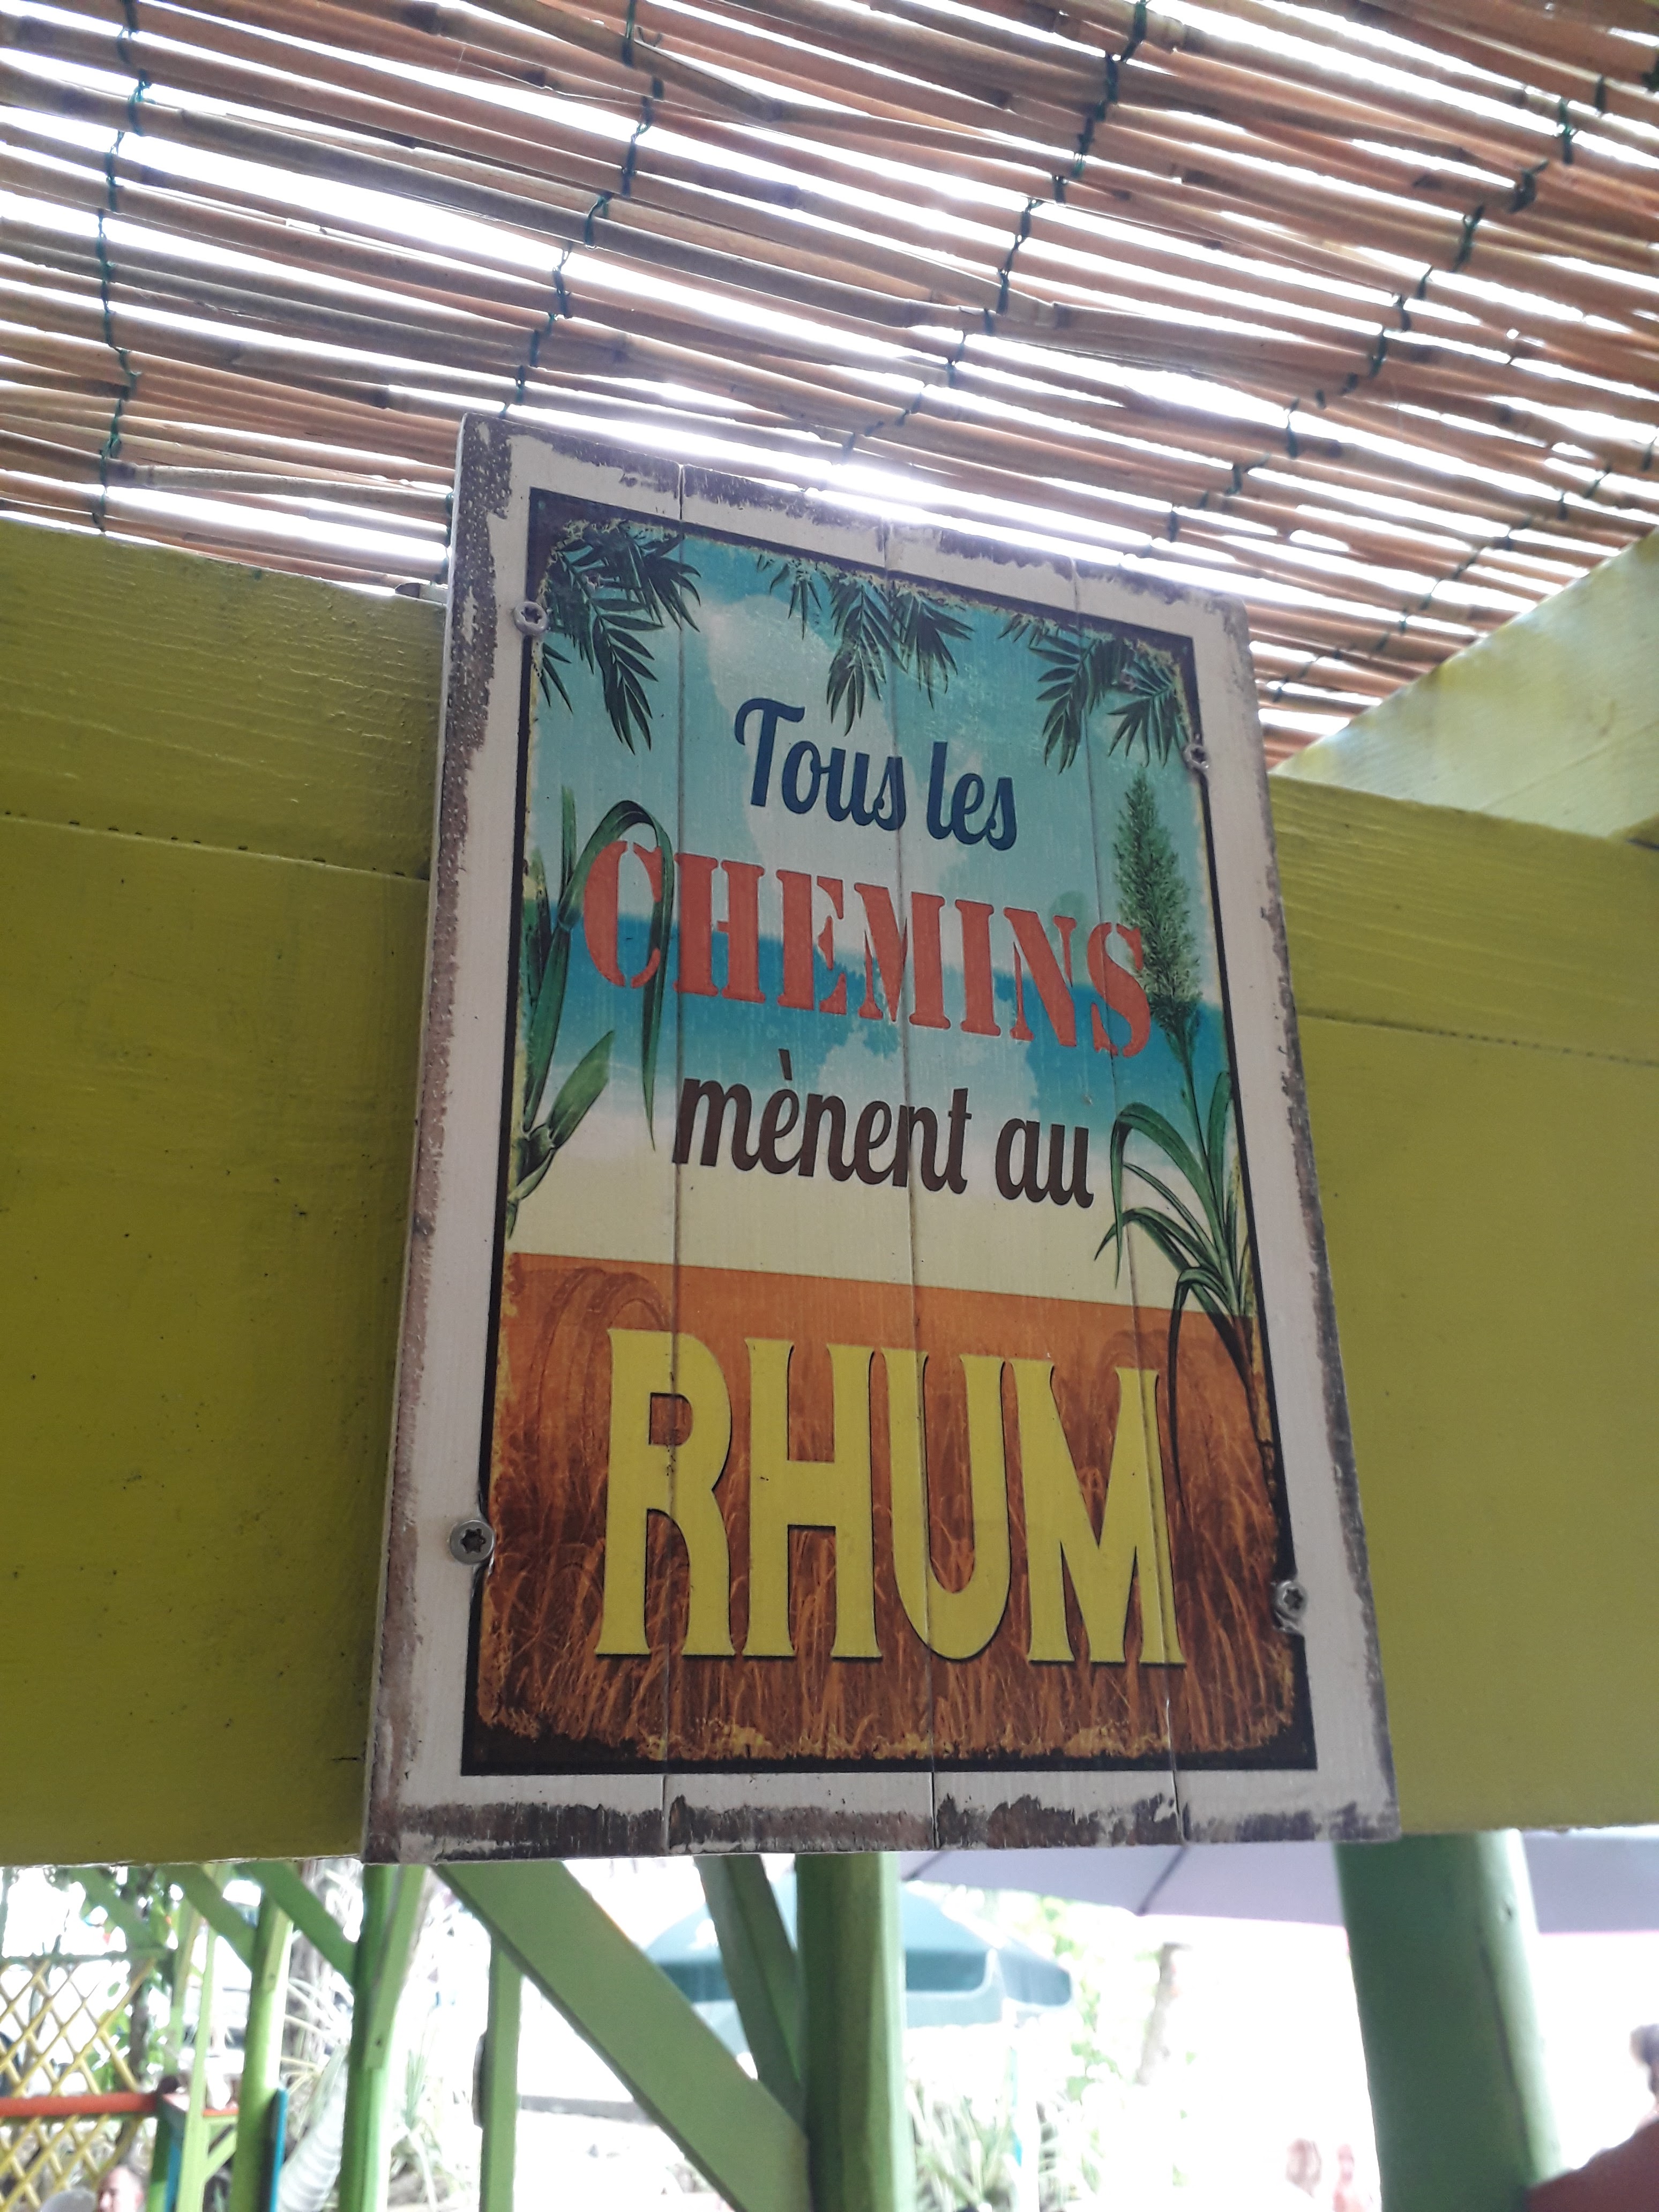 Tous les
CHEMINS
mènent au
RHUM